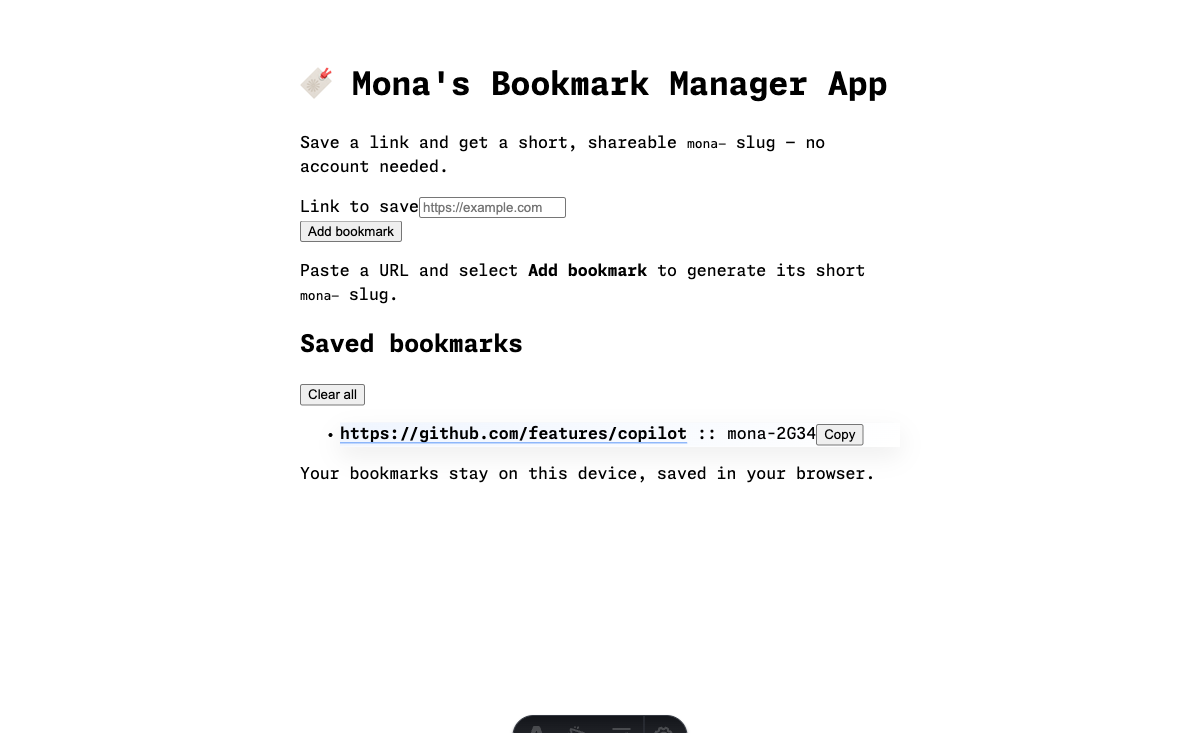 Mona's Bookmark Manager App
Save a link and get a short, shareable mona- slug — no
account needed.
Link to save https://example.com
Add bookmark
Paste a URL and select Add bookmark to generate its short
mona- slug.
Saved bookmarks
Clear all
• https://github.com/features/copilot :: mona-2G34 Copy
Your bookmarks stay on this device, saved in your browser.